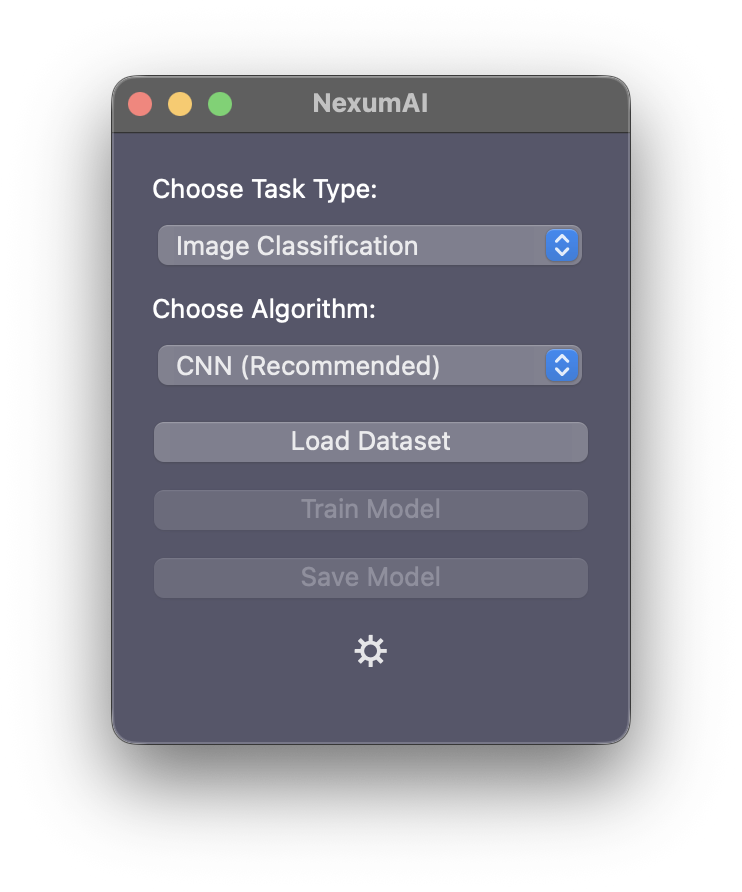 NexumAI
Choose Task Type:
Image Classification
Choose Algorithm:
CNN (Recommended)
Load Dataset
Train Model
Save Model